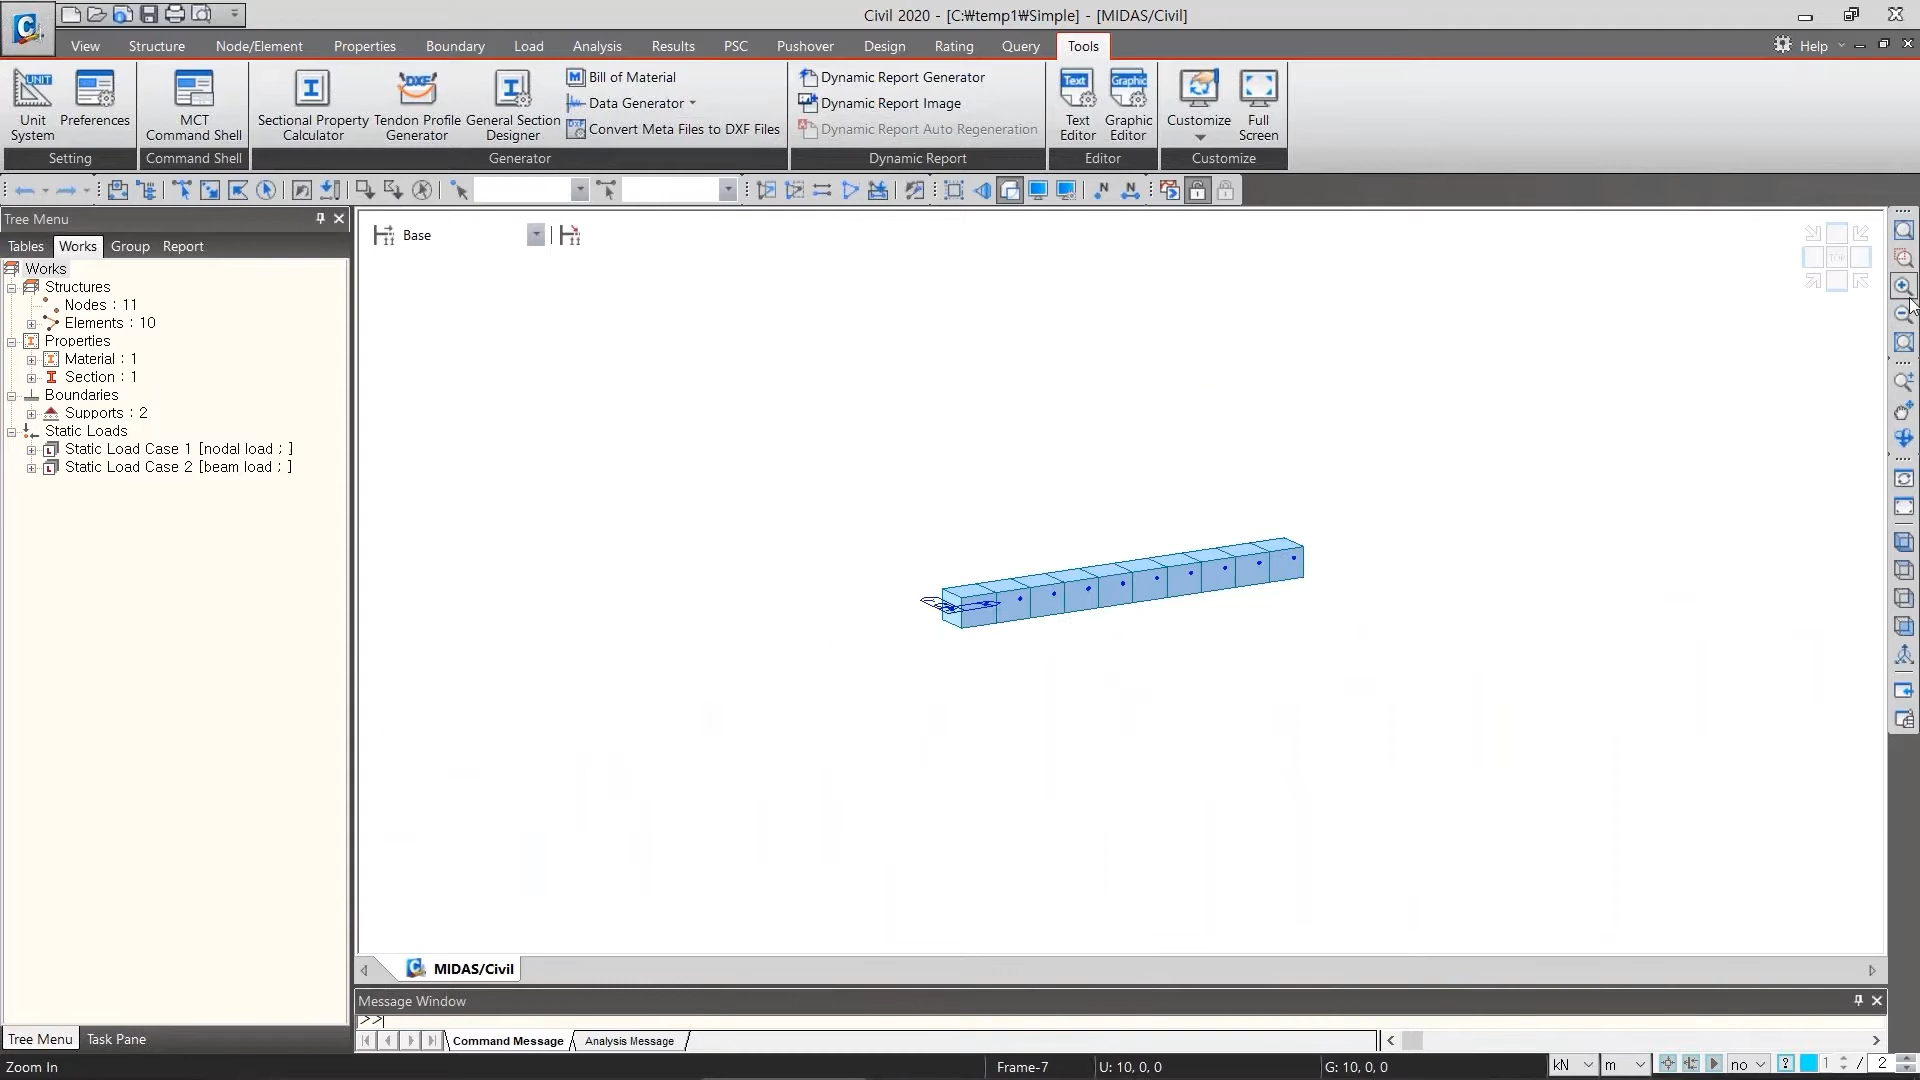 Civil 2020 - [C:₩temp1₩Simple] - [MIDAS/Civil]
View Structure Node/Element Properties Boundary Load Analysis Results PSC Pushover Design Rating Query Tools Help
Unit System
Preferences
Setting
MCT Command Shell
Command Shell
Sectional Property Calculator
Tendon Profile Generator
General Section Designer
Bill of Material
Data Generator
Convert Meta Files to DXF Files
Generator
Dynamic Report Generator
Dynamic Report Image
Dynamic Report Auto Regeneration
Dynamic Report
Text Editor
Graphic Editor
Editor
Customize
Full Screen
Customize
Tree Menu
Tables Works Group Report
Works
Structures
Nodes : 11
Elements : 10
Properties
Material : 1
Section : 1
Boundaries
Supports : 2
Static Loads
Static Load Case 1 [nodal load ; ]
Static Load Case 2 [beam load ; ]
Base
TOP
MIDAS/Civil
Message Window
>>
Command Message Analysis Message
Tree Menu Task Pane
Zoom In
Frame-7
U: 10, 0, 0
G: 10, 0, 0
kN m no 1 / 2